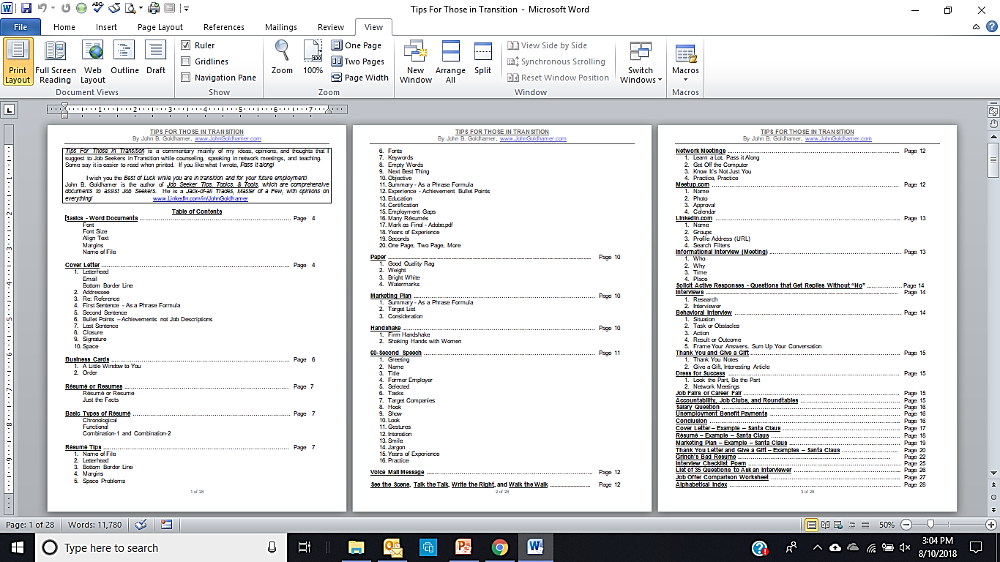 Tips For Those in Transition - Microsoft Word
File Home Insert Page Layout References Mailings Review View
Print Layout
Full Screen Reading
Web Layout
Outline
Draft
Document Views
Ruler
Gridlines
Navigation Pane
Show
Zoom
100%
One Page
Two Pages
Page Width
Zoom
New Window
Arrange All
Split
View Side by Side
Synchronous Scrolling
Reset Window Position
Window
Switch Windows
Macros
Macros
1 2 3 4 5 6 7
TIPS FOR THOSE IN TRANSITION
By John B. Goldhamer, www.JohnGoldhamer.com
Tips For Those In Transition is a commentary mainly of my ideas, opinions, and thoughts that I
suggest to Job Seekers in Transition while counseling, speaking in network meetings, and teaching.
Some say it is easier to read when printed. If you like what I wrote, Pass it along!
I wish you the Best of Luck while you are in transition and for your future employment!
John B. Goldhamer is the author of Job Seeker Tips, Topics, & Tools, which are comprehensive
documents to assist Job Seekers. He is a Jack-of-all Trades, Master of a Few, with opinions on
everything! www.LinkedIn.com/in/JohnGoldhamer
Table of Contents
Basics - Word Documents Page 4
Font
Font Size
Align Text
Margins
Name of File
Cover Letter Page 4
1. Letterhead
Email
Bottom Border Line
2. Addressee
3. Re: Reference
4. First Sentence - As a Phrase Formula
5. Second Sentence
6. Bullet Points – Achievements not Job Descriptions
7. Last Sentence
8. Closure
9. Signature
10. Space
Business Cards Page 6
1. A Little Window to You
2. Order
Résumé or Resumes Page 7
Résumé or Resume
Just the Facts
Basic Types of Résumé Page 7
Chronological
Functional
Combination-1 and Combination-2
Résumé Tips Page 7
1. Name of File
2. Letterhead
3. Bottom Border Line
4. Margins
5. Space Problems
1 of 28
TIPS FOR THOSE IN TRANSITION
By John B. Goldhamer, www.JohnGoldhamer.com
6. Fonts
7. Keywords
8. Empty Words
9. Next Best Thing
10. Objective
11. Summary - As a Phrase Formula
12. Experience - Achievement Bullet Points
13. Education
14. Certification
15. Employment Gaps
16. Many Résumés
17. Mark as Final - Adobe.pdf
18. Years of Experience
19. Seconds
20. One Page, Two Page, More
Paper Page 10
1. Good Quality Rag
2. Weight
3. Bright White
4. Watermarks
Marketing Plan Page 10
1. Summary - As a Phrase Formula
2. Target List
3. Consideration
Handshake Page 10
1. Firm Handshake
2. Shaking Hands with Women
60-Second Speech Page 11
1. Greeting
2. Name
3. Title
4. Former Employer
5. Selected
6. Tasks
7. Target Companies
8. Hook
9. Show
10. Look
11. Gestures
12. Intonation
13. Smile
14. Jargon
15. Years of Experience
16. Practice
Voice Mail Message Page 12
See the Scene, Talk the Talk, Write the Right, and Walk the Walk Page 12
2 of 28
TIPS FOR THOSE IN TRANSITION
By John B. Goldhamer, www.JohnGoldhamer.com
Network Meetings Page 12
1. Learn a Lot, Pass it Along
2. Get Off the Computer
3. Know It's Not Just You
4. Practice, Practice
Meetup.com Page 12
1. Name
2. Photo
3. Approval
4. Calendar
LinkedIn.com Page 13
1. Name
2. Groups
3. Profile Address (URL)
4. Search Filters
Informational Interview (Meeting) Page 13
1. Who
2. Why
3. Time
4. Place
Solicit Active Responses - Questions that Get Replies Without “No” Page 14
Interviews Page 14
1. Research
2. Interviewer
Behavioral Interview Page 14
1. Situation
2. Task or Obstacles
3. Action
4. Result or Outcome
5. Frame Your Answers. Sum Up Your Conversation
Thank You and Give a Gift Page 15
1. Thank You Notes
2. Give a Gift, Interesting Article
Dress for Success Page 15
1. Look the Part, Be the Part
2. Network Meetings
Job Fairs or Career Fair Page 15
Accountability, Job Clubs, and Roundtables Page 15
Salary Question Page 16
Unemployment Benefit Payments Page 16
Conclusion Page 16
Cover Letter – Example – Santa Claus Page 17
Résumé – Example – Santa Claus Page 18
Marketing Plan – Example – Santa Claus Page 19
Thank You Letter and Give a Gift – Examples – Santa Claus Page 20
Grinch's Bad Resume Page 22
Interview Checklist Poem Page 25
List of 35 Questions to Ask an Interviewer Page 26
Job Offer Comparison Worksheet Page 27
Alphabetical Index Page 28
3 of 28
Page: 1 of 28 Words: 11,780 50%
Type here to search
3:04 PM
8/10/2018